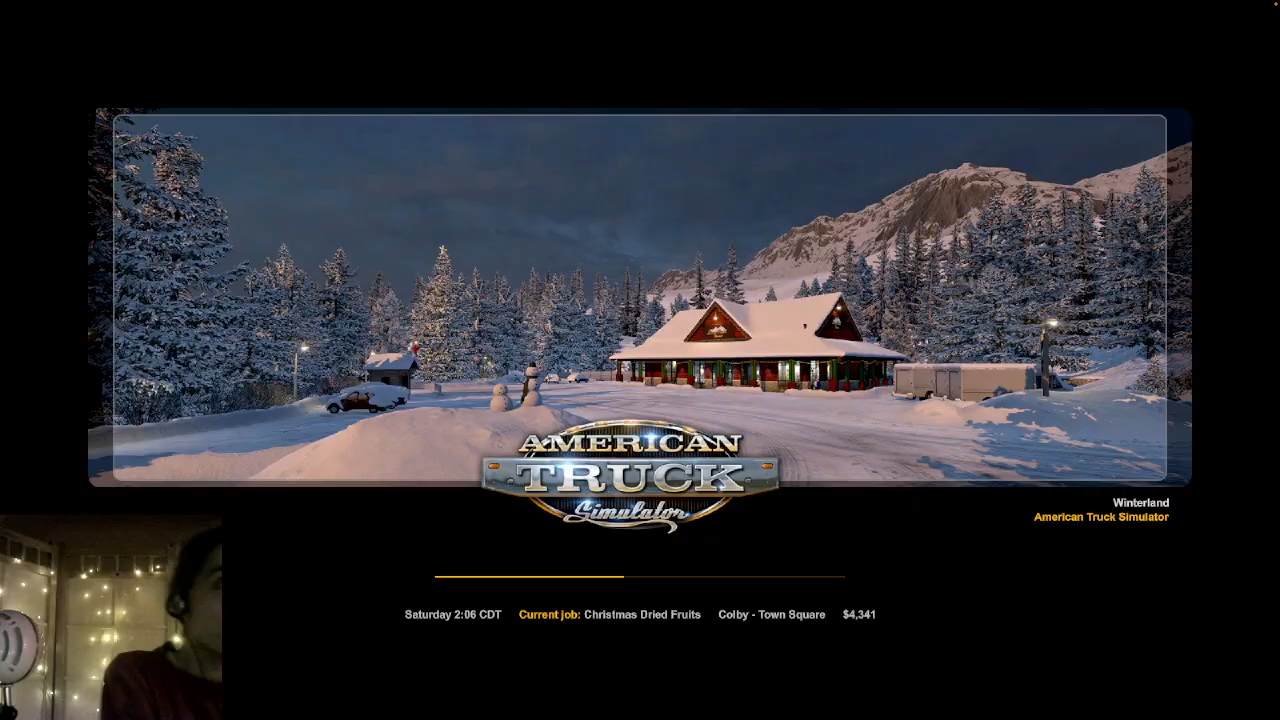 AMERICAN
TRUCK
Simulator
Winterland
American Truck Simulator
Saturday 2:06 CDT Current job: Christmas Dried Fruits Colby - Town Square $4,341